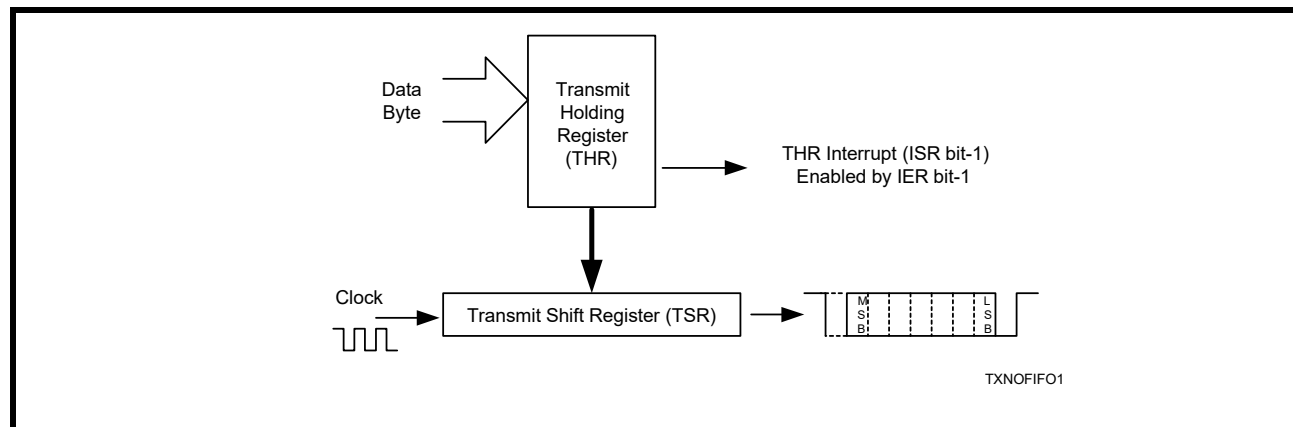 Data
Byte
Transmit
Holding
Register
(THR)
THR Interrupt (ISR bit-1)
Enabled by IER bit-1
Clock
Transmit Shift Register (TSR)
M
S
B
L
S
B
TXNOFIFO1